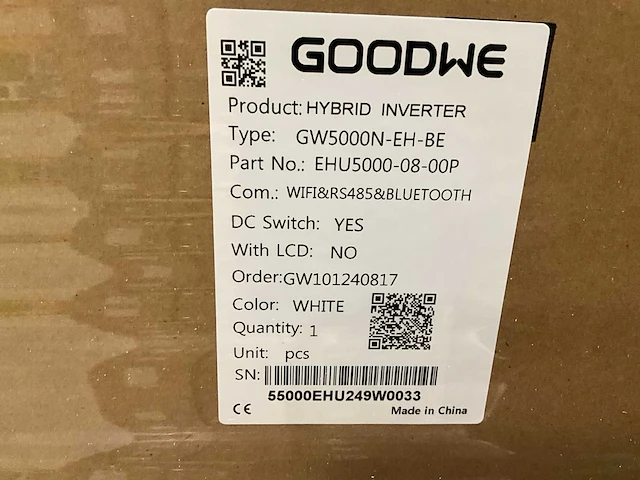 GOODWE
Product: HYBRID INVERTER
Type: GW5000N-EH-BE
Part No.: EHU5000-08-00P
Com.: WIFI&RS485&BLUETOOTH
DC Switch: YES
With LCD: NO
Order:GW101240817
Color: WHITE
Quantity: 1
Unit: pcs
SN:
55000EHU249W0033
CE Made in China